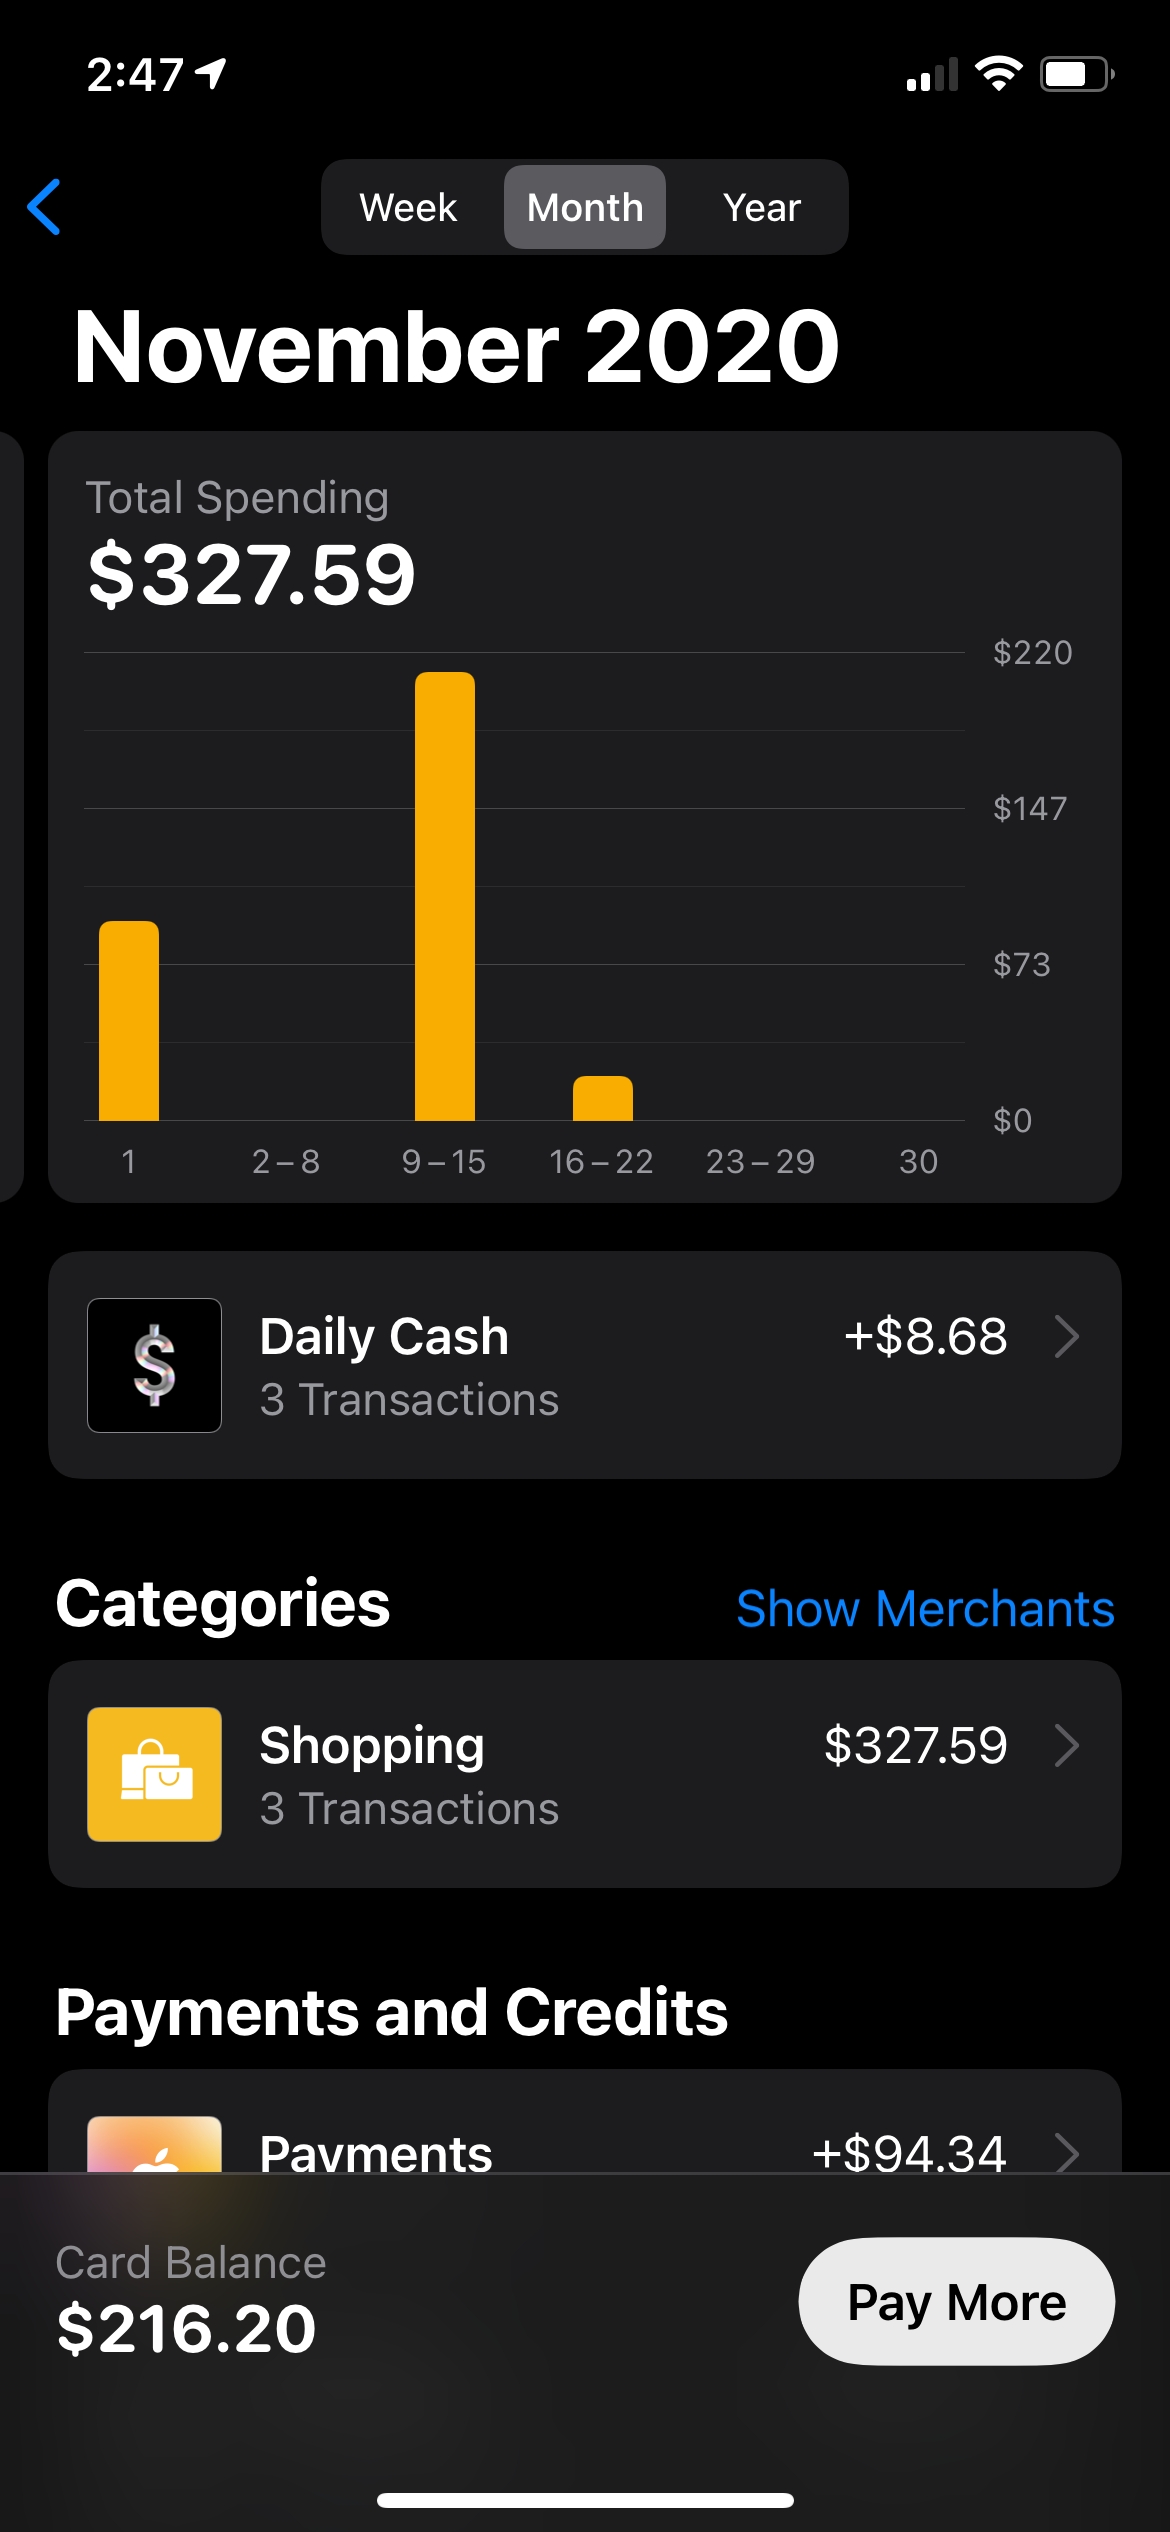 2:47
Week Month Year
November 2020
Total Spending
$327.59
$220
$147
$73
$0
1 2–8 9–15 16–22 23–29 30
$
Daily Cash +$8.68
3 Transactions
Categories Show Merchants
Shopping $327.59
3 Transactions
Payments and Credits
Payments +$94.34
Card Balance
$216.20
Pay More